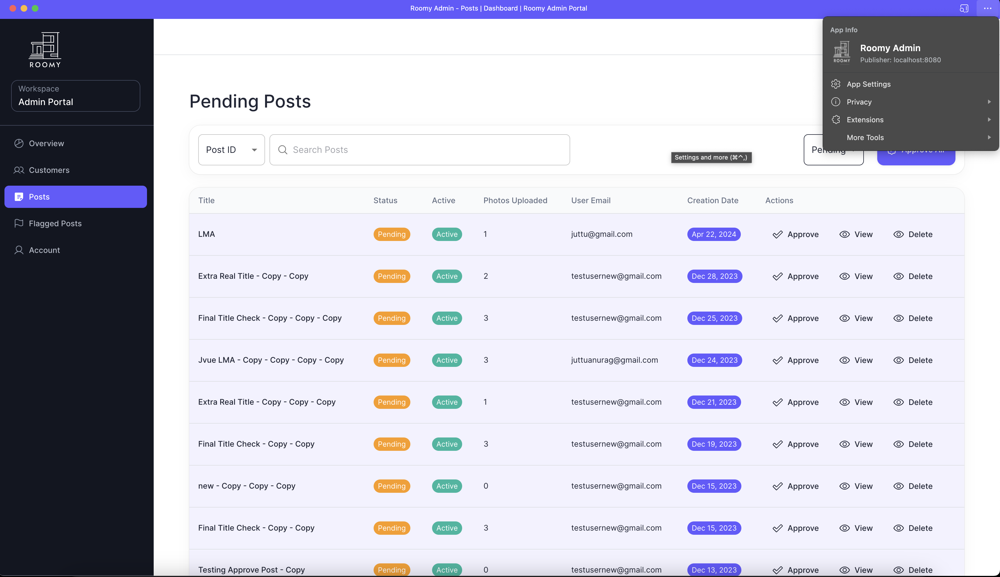 Roomy Admin - Posts | Dashboard | Roomy Admin Portal
ROOMY
Workspace
Admin Portal
Overview
Customers
Posts
Flagged Posts
Account
App Info
ROOMY
Roomy Admin
Publisher: localhost:8080
App Settings
Privacy
Extensions
More Tools
Pending Posts
Post ID
Search Posts
Settings and more (⌘^,)
Pending
Approve All
Title Status Active Photos Uploaded User Email Creation Date Actions
LMA Pending Active 1 juttu@gmail.com Apr 22, 2024 Approve View Delete
Extra Real Title - Copy - Copy Pending Active 2 testusernew@gmail.com Dec 28, 2023 Approve View Delete
Final Title Check - Copy - Copy - Copy Pending Active 3 testusernew@gmail.com Dec 25, 2023 Approve View Delete
Jvue LMA - Copy - Copy - Copy - Copy Pending Active 3 juttuanurag@gmail.com Dec 24, 2023 Approve View Delete
Extra Real Title - Copy - Copy - Copy Pending Active 1 testusernew@gmail.com Dec 21, 2023 Approve View Delete
Final Title Check - Copy - Copy Pending Active 3 testusernew@gmail.com Dec 19, 2023 Approve View Delete
new - Copy - Copy - Copy Pending Active 0 testusernew@gmail.com Dec 15, 2023 Approve View Delete
Final Title Check - Copy - Copy Pending Active 3 testusernew@gmail.com Dec 15, 2023 Approve View Delete
Testing Approve Post - Copy Pending Active 0 testusernew@gmail.com Dec 13, 2023 Approve View Delete